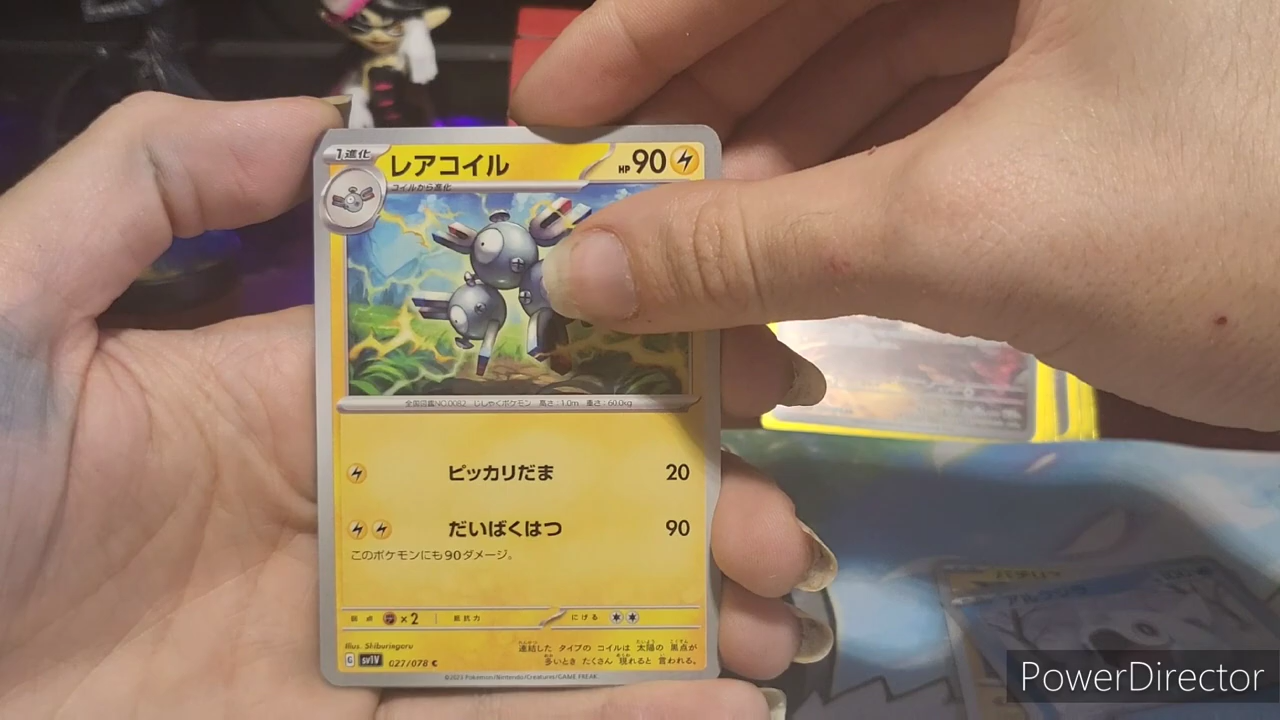 1進化
レアコイル
HP90
コイルから進化
全国図鑑NO.0082 じしゃくポケモン 高さ:1.0m 重さ:60.0kg
ピッカリだま 20
だいばくはつ 90
このポケモンにも90ダメージ。
弱点 ×2 抵抗力 にげる
Illus. Shiburingaru
連結した タイプの コイルは 太陽の 黒点が
多いとき たくさん 現れると 言われる。
G sv1V 027/078 C
©2023 Pokémon/Nintendo/Creatures/GAME FREAK.
PowerDirector